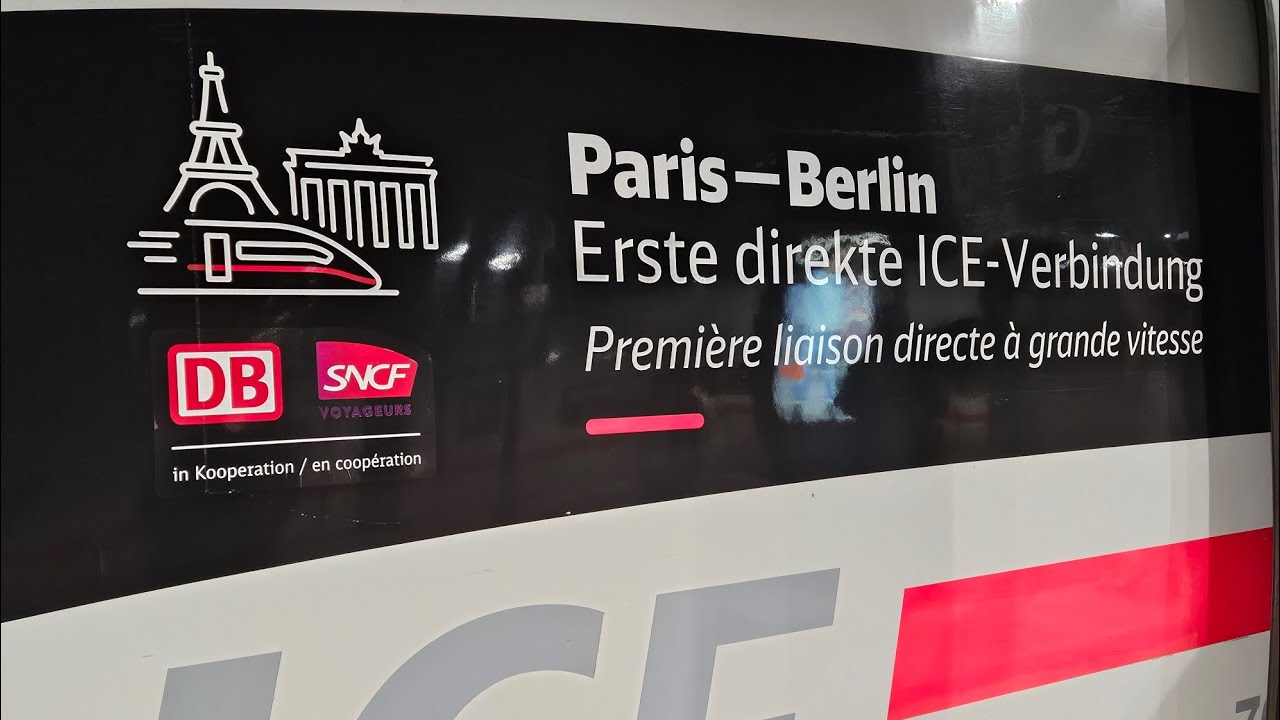 Paris–Berlin
Erste direkte ICE-Verbindung
Première liaison directe à grande vitesse
DB
SNCF
VOYAGEURS
in Kooperation / en coopération
ICE